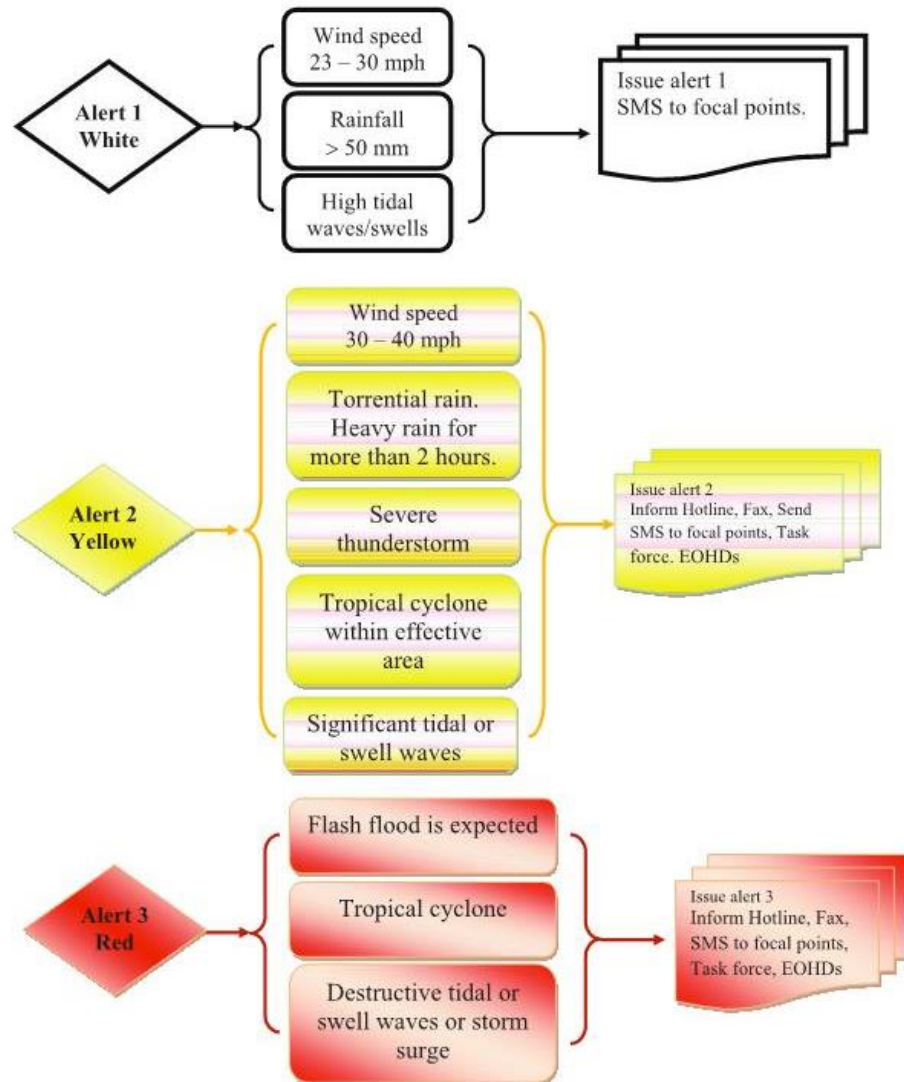 Alert 1
White
Wind speed
23 – 30 mph
Rainfall
> 50 mm
High tidal
waves/swells
Issue alert 1
SMS to focal points.
Alert 2
Yellow
Wind speed
30 – 40 mph
Torrential rain.
Heavy rain for
more than 2 hours.
Severe
thunderstorm
Tropical cyclone
within effective
area
Significant tidal or
swell waves
Issue alert 2
Inform Hotline, Fax, Send
SMS to focal points, Task
force. EOHDs
Alert 3
Red
Flash flood is expected
Tropical cyclone
Destructive tidal or
swell waves or storm
surge
Issue alert 3
Inform Hotline, Fax,
SMS to focal points,
Task force, EOHDs